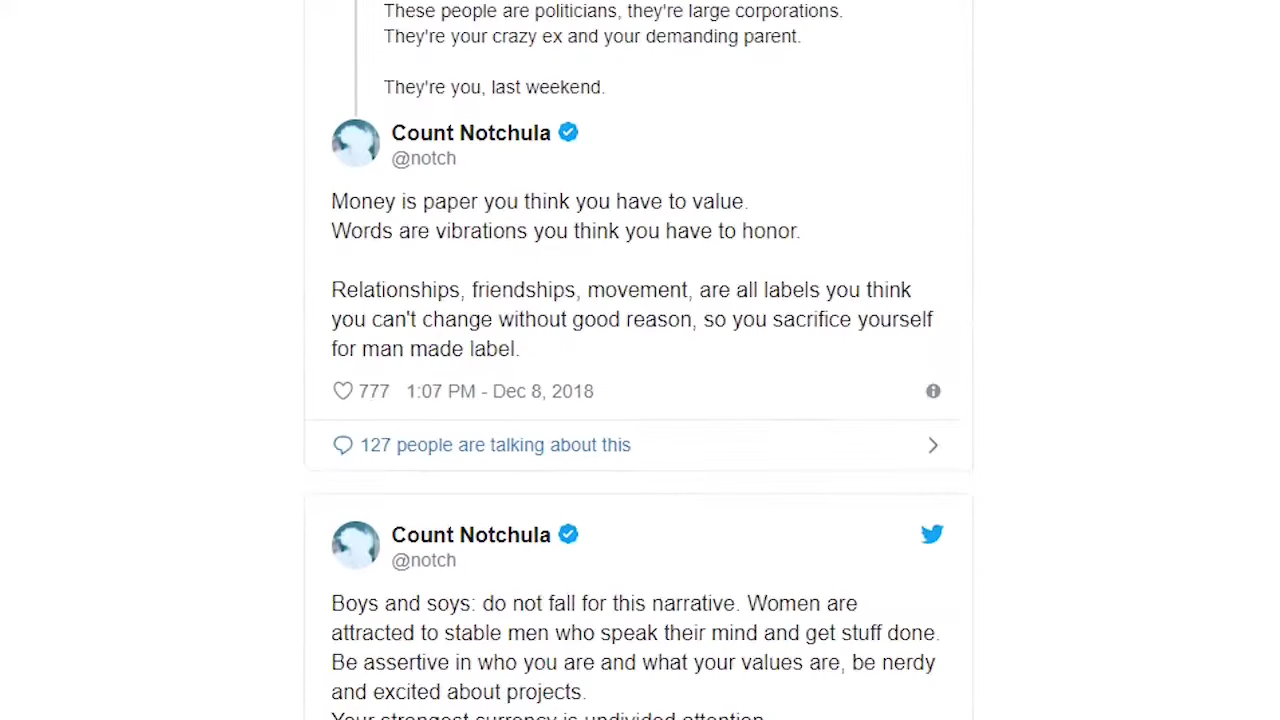 These people are politicians, they're large corporations.
They're your crazy ex and your demanding parent.
They're you, last weekend.
Count Notchula
@notch
Money is paper you think you have to value.
Words are vibrations you think you have to honor.
Relationships, friendships, movement, are all labels you think
you can't change without good reason, so you sacrifice yourself
for man made label.
777 1:07 PM - Dec 8, 2018
127 people are talking about this
Count Notchula
@notch
Boys and soys: do not fall for this narrative. Women are
attracted to stable men who speak their mind and get stuff done.
Be assertive in who you are and what your values are, be nerdy
and excited about projects.
Your strongest currency is undivided attention